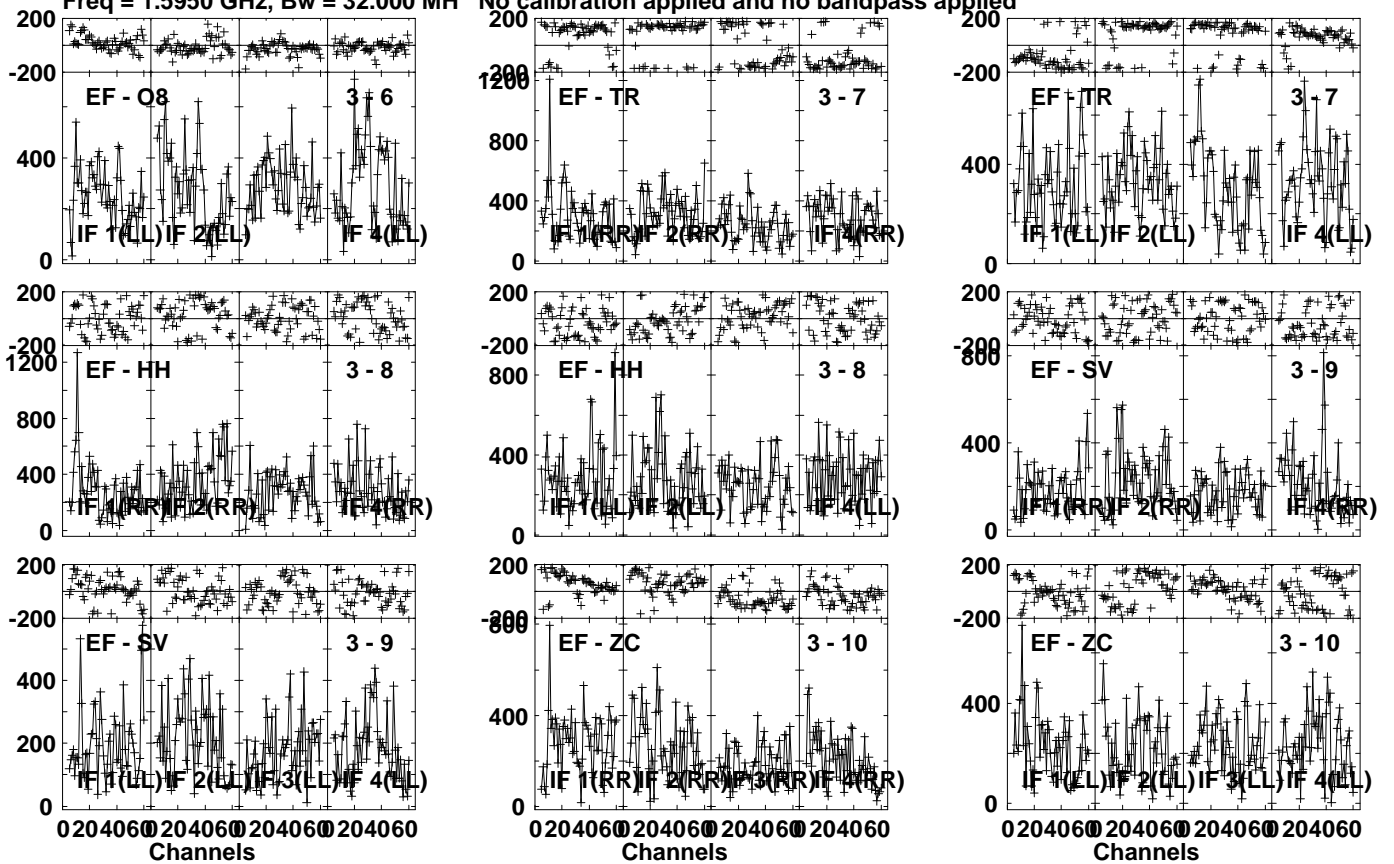 Freq = 1.5950 GHz, Bw = 32.000 MH No calibration applied and no bandpass applied
200
-200
EF - O8 3 - 6
400
IF 1(LL) IF 2(LL) IF 4(LL)
0
200
-200
1200
EF - TR 3 - 7
800
400
IF 1(RR) IF 2(RR) IF 4(RR)
0
200
-200
EF - TR 3 - 7
400
IF 1(LL) IF 2(LL) IF 4(LL)
0
200
-200
1200
EF - HH 3 - 8
800
400
IF 1(RR) IF 2(RR) IF 4(RR)
0
200
-200
800
EF - HH 3 - 8
400
IF 1(LL) IF 2(LL) IF 4(LL)
0
200
-200
800
EF - SV 3 - 9
400
IF 1(RR) IF 2(RR) IF 4(RR)
0
200
-200
EF - SV 3 - 9
400
200
IF 1(LL) IF 2(LL) IF 3(LL) IF 4(LL)
0
0 20 40 60 0 20 40 60 0 20 40 60 0 20 40 60
Channels
200
-200
800
EF - ZC 3 - 10
400
IF 1(RR) IF 2(RR) IF 3(RR) IF 4(RR)
0
0 20 40 60 0 20 40 60 0 20 40 60 0 20 40 60
Channels
200
-200
EF - ZC 3 - 10
400
IF 1(LL) IF 2(LL) IF 3(LL) IF 4(LL)
0
0 20 40 60 0 20 40 60 0 20 40 60 0 20 40 60
Channels